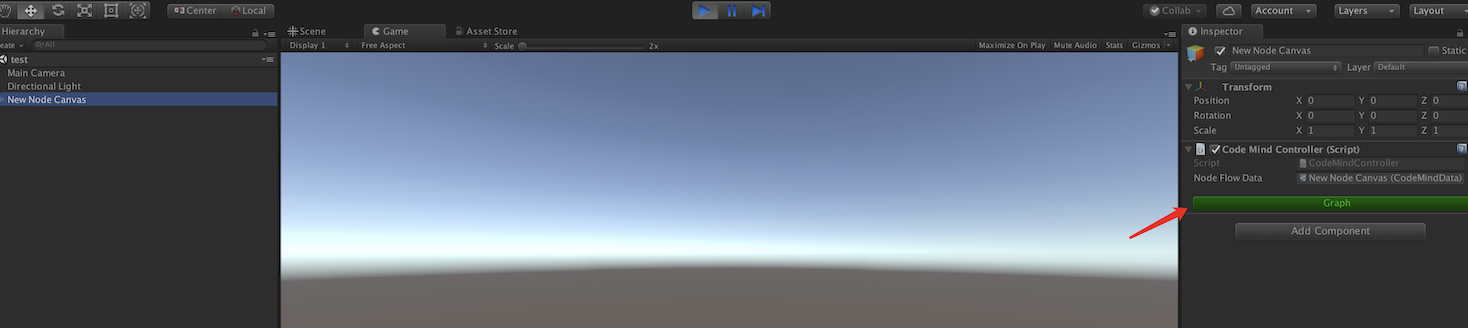 Center Local Collab Account Layers Layout
Hierarchy
eate All
test
Main Camera
Directional Light
New Node Canvas
Scene Game Asset Store
Display 1 Free Aspect Scale 2x Maximize On Play Mute Audio Stats Gizmos
Inspector
New Node Canvas Static
Tag Untagged Layer Default
Transform
Position X 0 Y 0 Z 0
Rotation X 0 Y 0 Z 0
Scale X 1 Y 1 Z 1
Code Mind Controller (Script)
Script CodeMindController
Node Flow Data New Node Canvas (CodeMindData)
Graph
Add Component